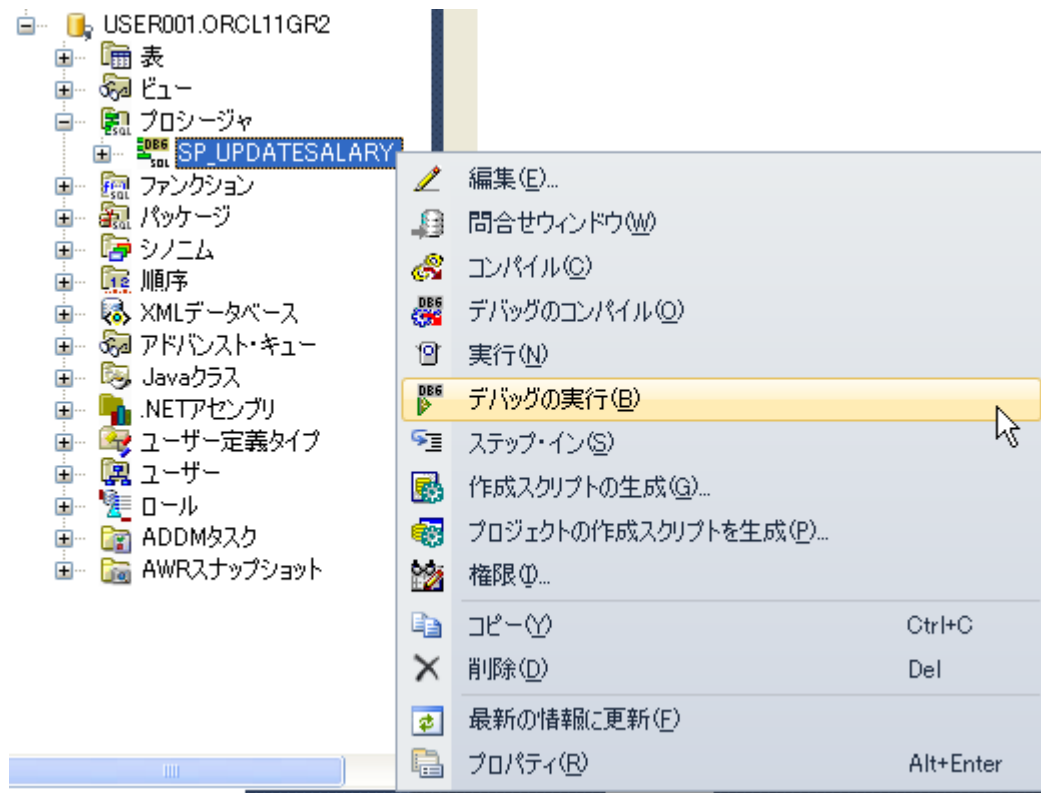 USER001.ORCL11GR2
表
ビュー
プロシージャ
SP_UPDATESALARY
ファンクション
パッケージ
シノニム
順序
XMLデータベース
アドバンスト・キュー
Javaクラス
.NETアセンブリ
ユーザー定義タイプ
ユーザー
ロール
ADDMタスク
AWRスナップショット
編集(E)...
問合せウィンドウ(W)
コンパイル(C)
デバッグのコンパイル(O)
実行(N)
デバッグの実行(B)
ステップ・イン(S)
作成スクリプトの生成(G)...
プロジェクトの作成スクリプトを生成(P)...
権限(I)...
コピー(Y) Ctrl+C
削除(D) Del
最新の情報に更新(F)
プロパティ(R) Alt+Enter